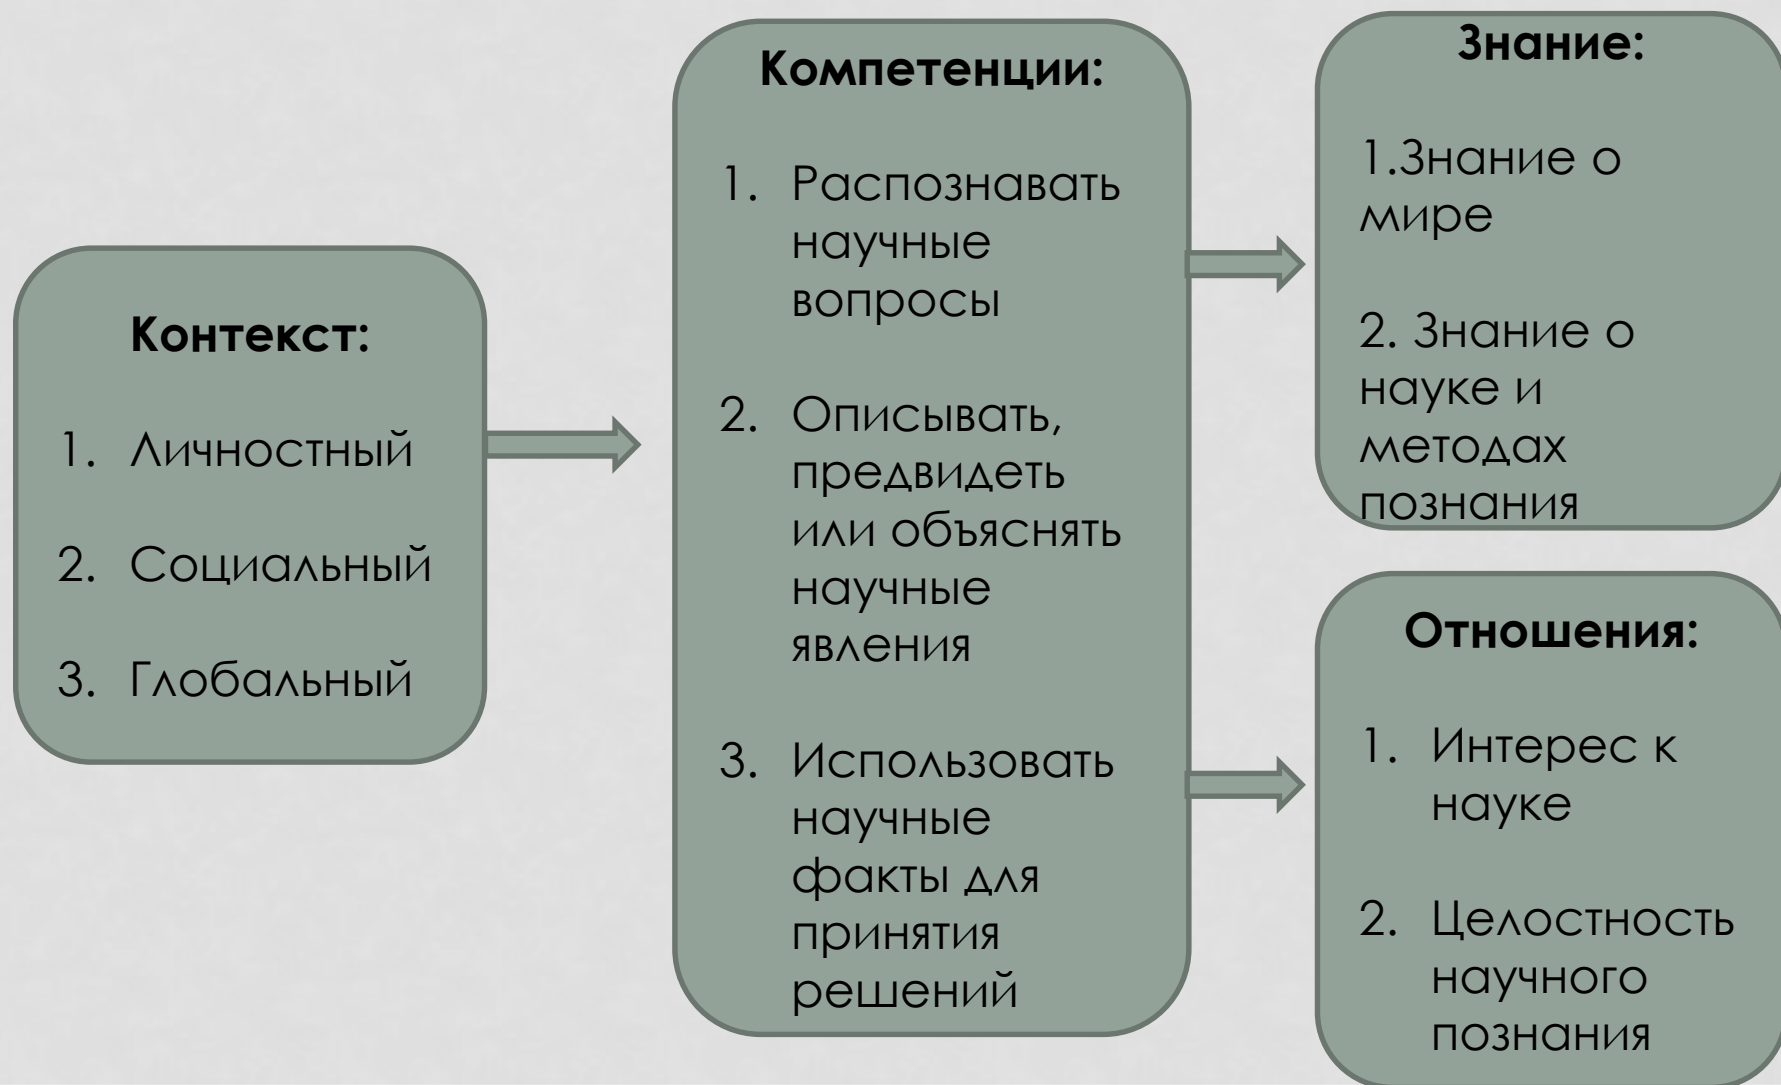 Контекст:
1. Личностный
2. Социальный
3. Глобальный
Компетенции:
1. Распознавать
научные
вопросы
2. Описывать,
предвидеть
или объяснять
научные
явления
3. Использовать
научные
факты для
принятия
решений
Знание:
1.Знание о
мире
2. Знание о
науке и
методах
познания
Отношения:
1. Интерес к
науке
2. Целостность
научного
познания